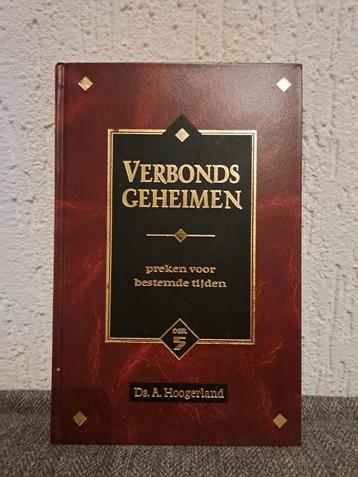 VERBONDS
GEHEIMEN
preken voor
bestemde tijden
DEEL
5
Ds. A. Hoogerland